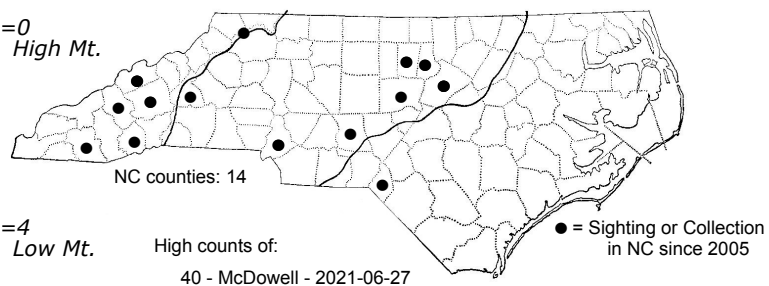 =0
High Mt.
NC counties: 14
=4
Low Mt.
High counts of:
40 - McDowell - 2021-06-27
● = Sighting or Collection
in NC since 2005